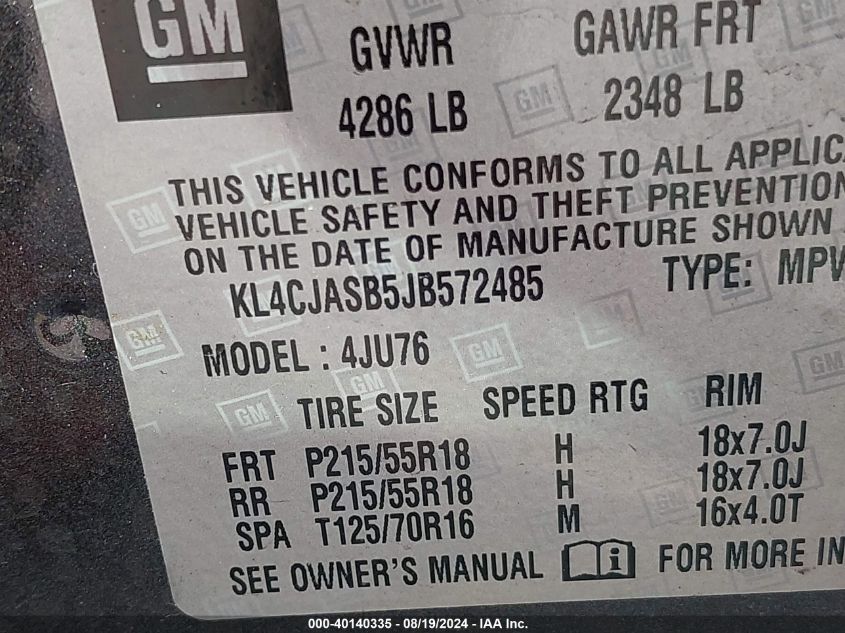 GM
GVWR GAWR FRT
4286 LB 2348 LB
THIS VEHICLE CONFORMS TO ALL APPLIC
VEHICLE SAFETY AND THEFT PREVENTION
ON THE DATE OF MANUFACTURE SHOWN
KL4CJASB5JB572485 TYPE: MPV
MODEL : 4JU76
TIRE SIZE SPEED RTG RIM
FRT P215/55R18 H 18x7.0J
RR P215/55R18 H 18x7.0J
SPA T125/70R16 M 16x4.0T
SEE OWNER'S MANUAL i FOR MORE IN
000-40140335 - 08/19/2024 - IAA Inc.